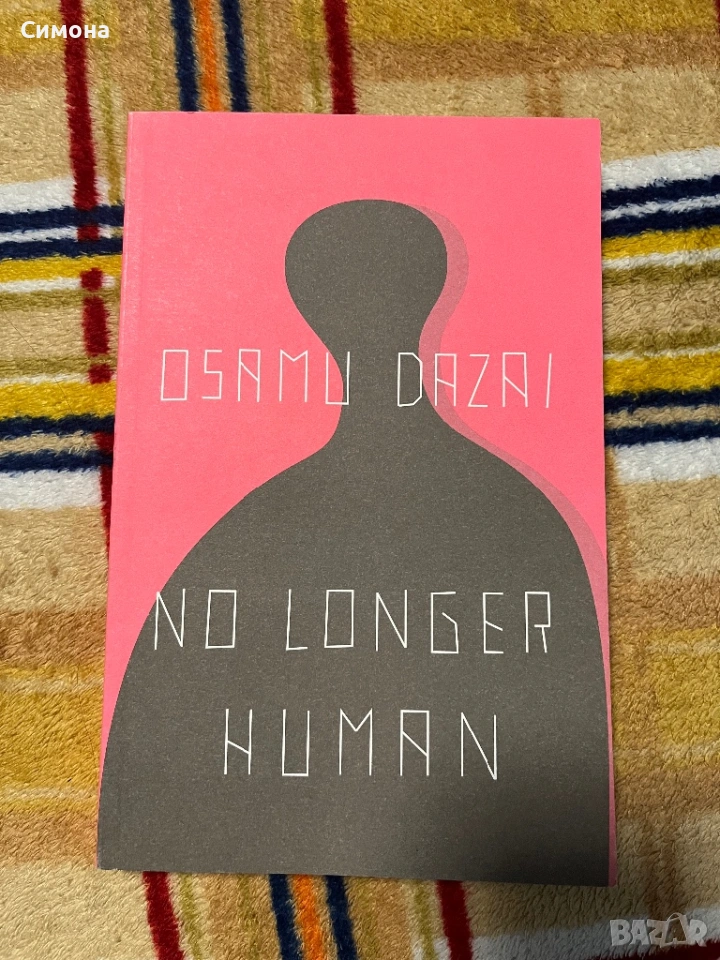 Симона
OSAMU DAZAI
NO LONGER
HUMAN
BAZAR